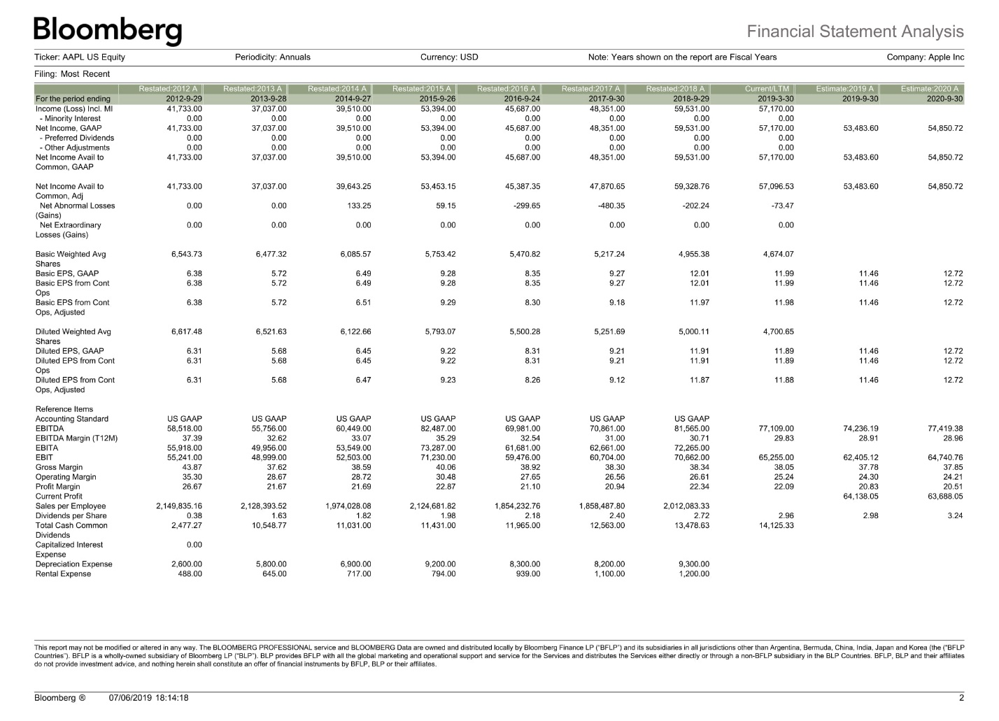 Bloomberg
Financial Statement Analysis
Ticker: AAPL US Equity Periodicity: Annuals Currency: USD Note: Years shown on the report are Fiscal Years Company: Apple Inc
Filing: Most Recent
Restated:2012 A Restated:2013 A Restated:2014 A Restated:2015 A Restated:2016 A Restated:2017 A Restated:2018 A Current/LTM Estimate:2019 A Estimate:2020 A
For the period ending 2012-9-29 2013-9-28 2014-9-27 2015-9-26 2016-9-24 2017-9-30 2018-9-29 2019-3-30 2019-9-30 2020-9-30
Income (Loss) Incl. MI 41,733.00 37,037.00 39,510.00 53,394.00 45,687.00 48,351.00 59,531.00 57,170.00
- Minority Interest 0.00 0.00 0.00 0.00 0.00 0.00 0.00 0.00
Net Income, GAAP 41,733.00 37,037.00 39,510.00 53,394.00 45,687.00 48,351.00 59,531.00 57,170.00 53,483.60 54,850.72
- Preferred Dividends 0.00 0.00 0.00 0.00 0.00 0.00 0.00 0.00
- Other Adjustments 0.00 0.00 0.00 0.00 0.00 0.00 0.00 0.00
Net Income Avail to 41,733.00 37,037.00 39,510.00 53,394.00 45,687.00 48,351.00 59,531.00 57,170.00 53,483.60 54,850.72
Common, GAAP
Net Income Avail to 41,733.00 37,037.00 39,643.25 53,453.15 45,387.35 47,870.65 59,328.76 57,096.53 53,483.60 54,850.72
Common, Adj
Net Abnormal Losses 0.00 0.00 133.25 59.15 -299.65 -480.35 -202.24 -73.47
(Gains)
Net Extraordinary 0.00 0.00 0.00 0.00 0.00 0.00 0.00 0.00
Losses (Gains)
Basic Weighted Avg 6,543.73 6,477.32 6,085.57 5,753.42 5,470.82 5,217.24 4,955.38 4,674.07
Shares
Basic EPS, GAAP 6.38 5.72 6.49 9.28 8.35 9.27 12.01 11.99 11.46 12.72
Basic EPS from Cont 6.38 5.72 6.49 9.28 8.35 9.27 12.01 11.99 11.46 12.72
Ops
Basic EPS from Cont 6.38 5.72 6.51 9.29 8.30 9.18 11.97 11.98 11.46 12.72
Ops, Adjusted
Diluted Weighted Avg 6,617.48 6,521.63 6,122.66 5,793.07 5,500.28 5,251.69 5,000.11 4,700.65
Shares
Diluted EPS, GAAP 6.31 5.68 6.45 9.22 8.31 9.21 11.91 11.89 11.46 12.72
Diluted EPS from Cont 6.31 5.68 6.45 9.22 8.31 9.21 11.91 11.89 11.46 12.72
Ops
Diluted EPS from Cont 6.31 5.68 6.47 9.23 8.26 9.12 11.87 11.88 11.46 12.72
Ops, Adjusted
Reference Items
Accounting Standard US GAAP US GAAP US GAAP US GAAP US GAAP US GAAP US GAAP
EBITDA 58,518.00 55,756.00 60,449.00 82,487.00 69,981.00 70,861.00 81,565.00 77,109.00 74,236.19 77,419.38
EBITDA Margin (T12M) 37.39 32.62 33.07 35.29 32.54 31.00 30.71 29.83 28.91 28.96
EBITA 55,918.00 49,956.00 53,549.00 73,287.00 61,681.00 62,661.00 72,265.00
EBIT 55,241.00 48,999.00 52,503.00 71,230.00 59,476.00 60,704.00 70,662.00 65,255.00 62,405.12 64,740.76
Gross Margin 43.87 37.62 38.59 40.06 38.92 38.30 38.34 38.05 37.78 37.85
Operating Margin 35.30 28.67 28.72 30.48 27.65 26.56 26.61 25.24 24.30 24.21
Profit Margin 26.67 21.67 21.69 22.87 21.10 20.94 22.34 22.09 20.83 20.51
Current Profit 64,138.05 63,688.05
Sales per Employee 2,149,835.16 2,128,393.52 1,974,028.08 2,124,681.82 1,854,232.76 1,858,487.80 2,012,083.33
Dividends per Share 0.38 1.63 1.82 1.98 2.18 2.40 2.72 2.96 2.98 3.24
Total Cash Common 2,477.27 10,548.77 11,031.00 11,431.00 11,965.00 12,563.00 13,478.63 14,125.33
Dividends
Capitalized Interest 0.00
Expense
Depreciation Expense 2,600.00 5,800.00 6,900.00 9,200.00 8,300.00 8,200.00 9,300.00
Rental Expense 488.00 645.00 717.00 794.00 939.00 1,100.00 1,200.00
This report may not be modified or altered in any way. The BLOOMBERG PROFESSIONAL service and BLOOMBERG Data are owned and distributed locally by Bloomberg Finance LP ("BFLP") and its subsidiaries in all jurisdictions other than Argentina, Bermuda, China, India, Japan and Korea (the ("BFLP
Countries"). BFLP is a wholly-owned subsidiary of Bloomberg LP ("BLP"). BLP provides BFLP with all the global marketing and operational support and service for the Services and distributes the Services either directly or through a non-BFLP subsidiary in the BLP Countries. BFLP, BLP and their affiliates
do not provide investment advice, and nothing herein shall constitute an offer of financial instruments by BFLP, BLP or their affiliates.
Bloomberg ® 07/06/2019 18:14:18 2